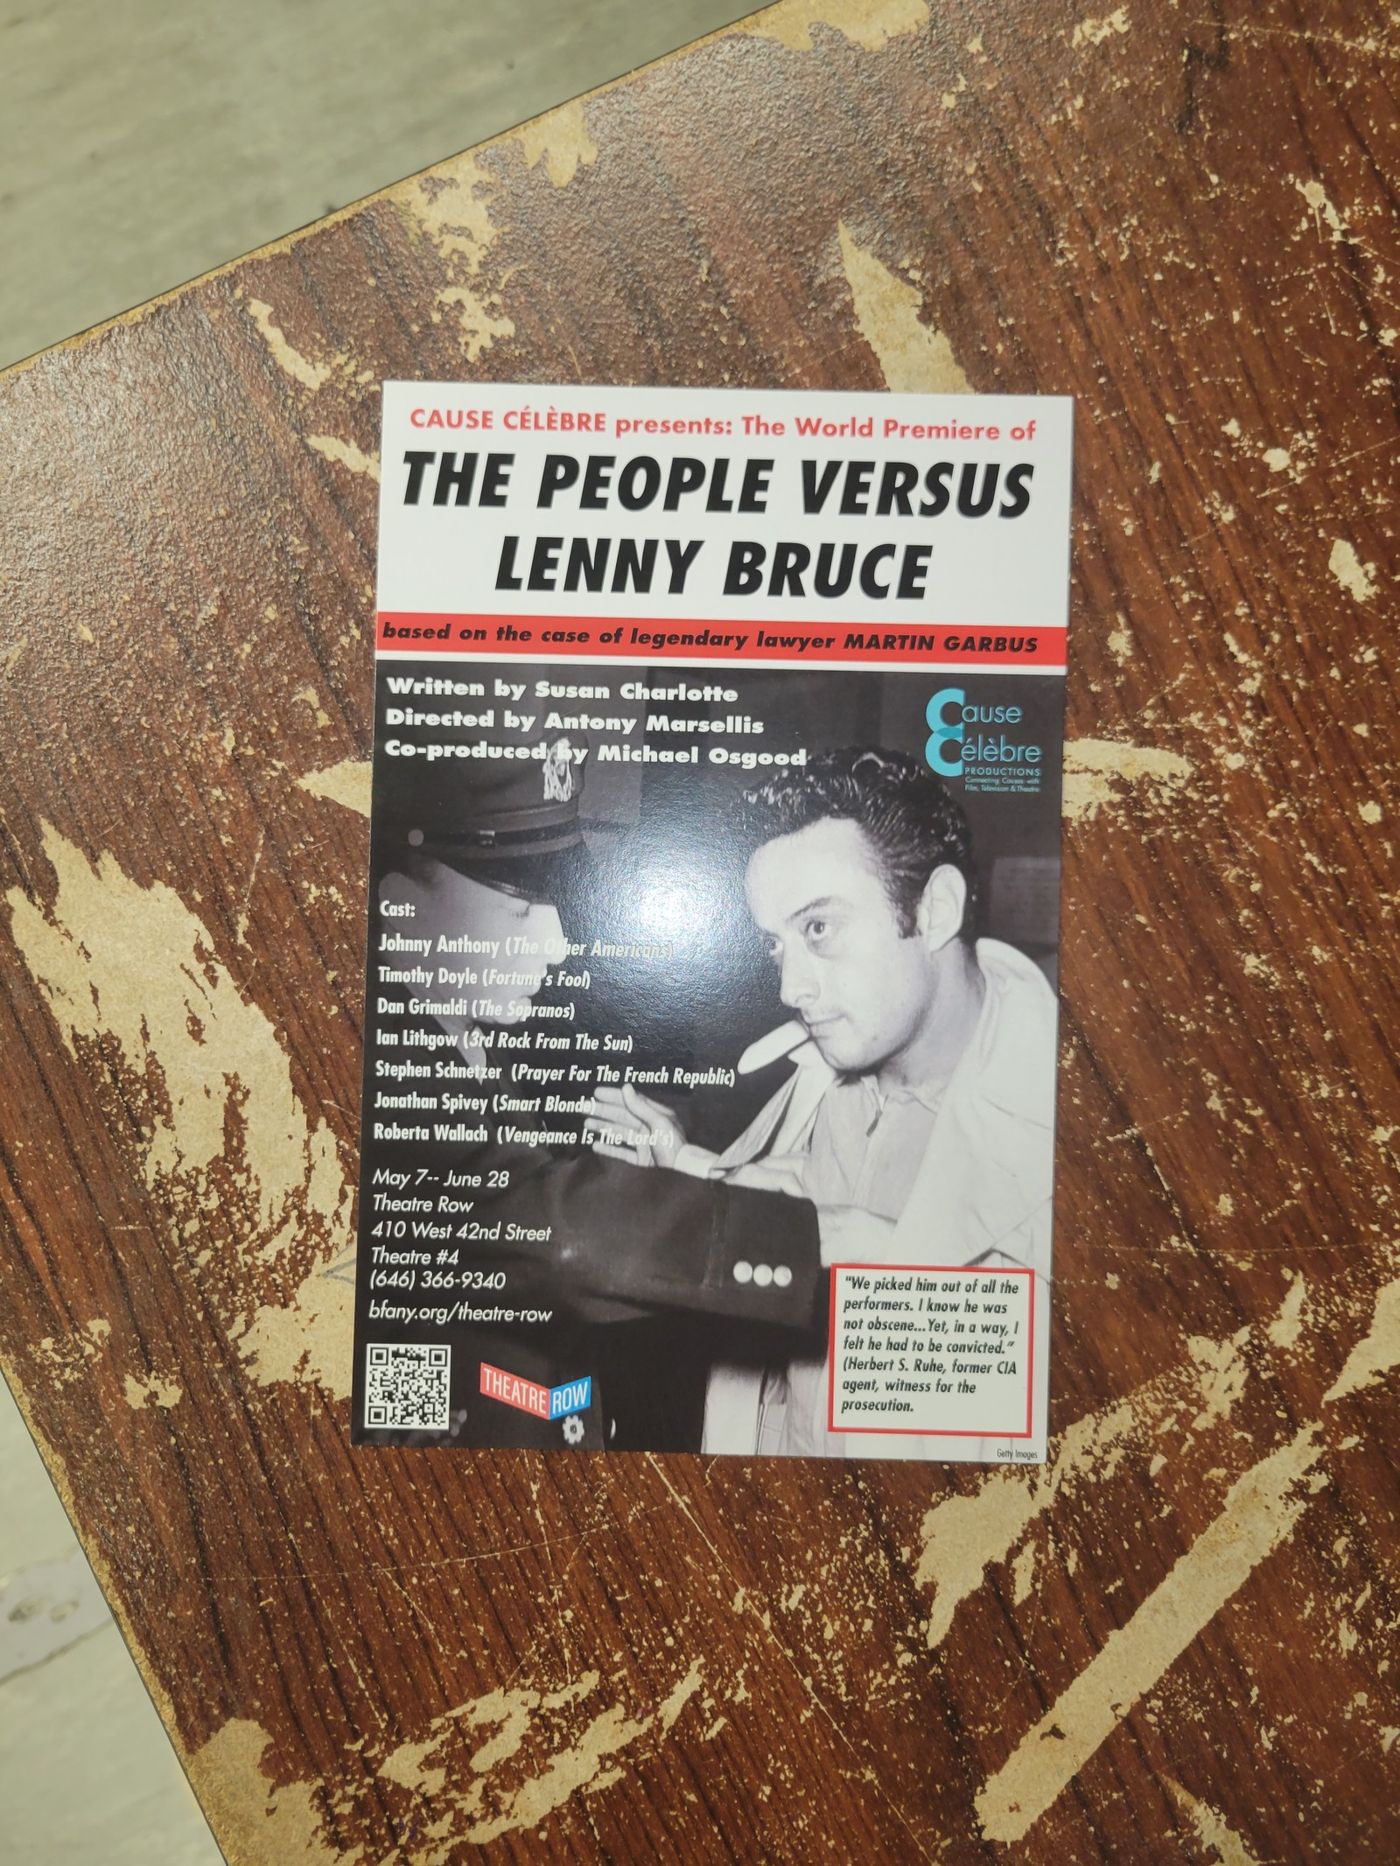 CAUSE CÉLÈBRE presents: The World Premiere of
THE PEOPLE VERSUS
LENNY BRUCE
based on the case of legendary lawyer MARTIN GARBUS
Written by Susan Charlotte
Directed by Antony Marsellis
Co-produced by Michael Osgood
Cause
Célèbre
PRODUCTIONS
Connecting Causes with
Film, Television & Theatre
Cast:
Johnny Anthony (The Other Americans)
Timothy Doyle (Fortune's Fool)
Dan Grimaldi (The Sopranos)
Ian Lithgow (3rd Rock From The Sun)
Stephen Schnetzer (Prayer For The French Republic)
Jonathan Spivey (Smart Blonde)
Roberta Wallach (Vengeance Is The Lord's)
May 7-- June 28
Theatre Row
410 West 42nd Street
Theatre #4
(646) 366-9340
bfany.org/theatre-row
THEATRE ROW
"We picked him out of all the
performers. I know he was
not obscene...Yet, in a way, I
felt he had to be convicted."
(Herbert S. Ruhe, former CIA
agent, witness for the
prosecution.
Getty Images